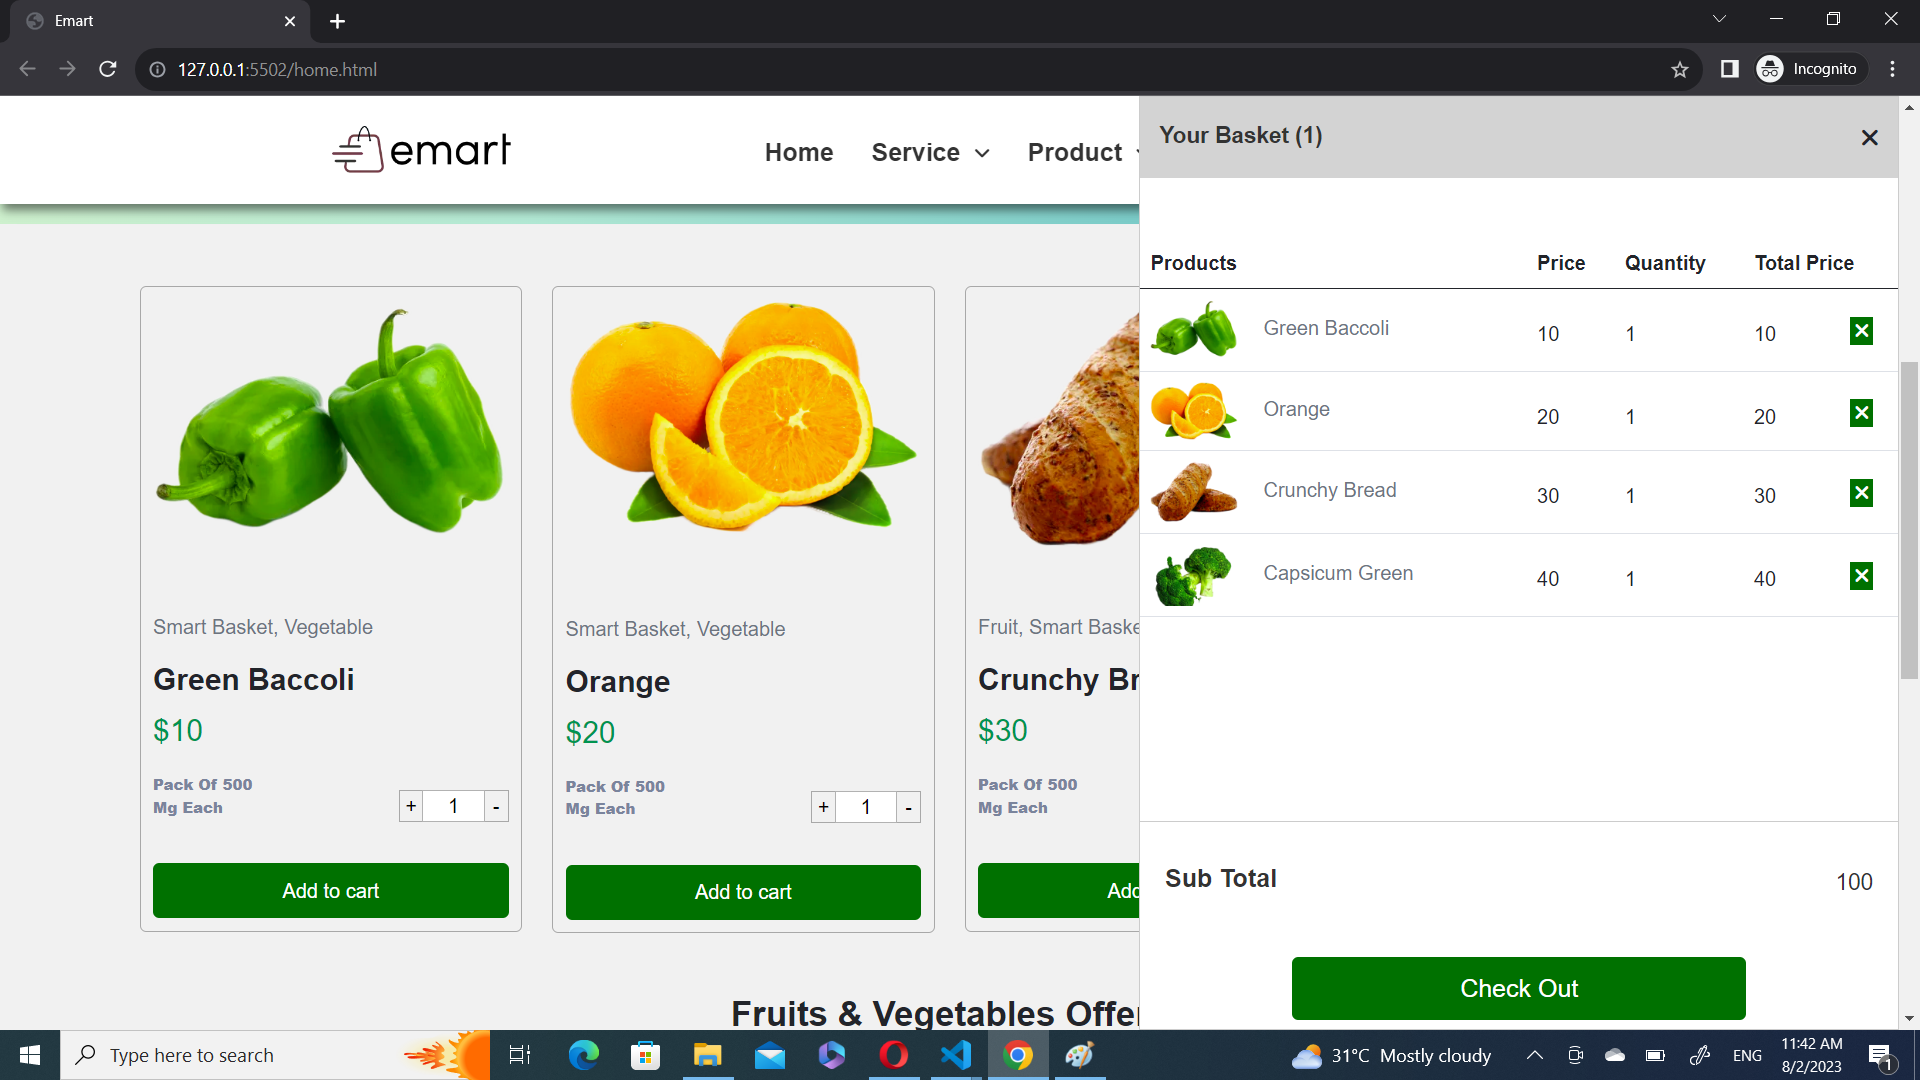 Emart
127.0.0.1:5502/home.html
Incognito
emart
Home
Service
Product
Your Basket (1)
Products
Price
Quantity
Total Price
Green Baccoli
10
1
10
Orange
20
1
20
Crunchy Bread
30
1
30
Capsicum Green
40
1
40
Sub Total
100
Check Out
Smart Basket, Vegetable
Green Baccoli
$10
Pack Of 500
Mg Each
+ 1 -
Add to cart
Smart Basket, Vegetable
Orange
$20
Pack Of 500
Mg Each
+ 1 -
Add to cart
Fruit, Smart Baske
Crunchy Br
$30
Pack Of 500
Mg Each
Add
Fruits & Vegetables Offer
Type here to search
31°C Mostly cloudy
ENG
11:42 AM
8/2/2023
1